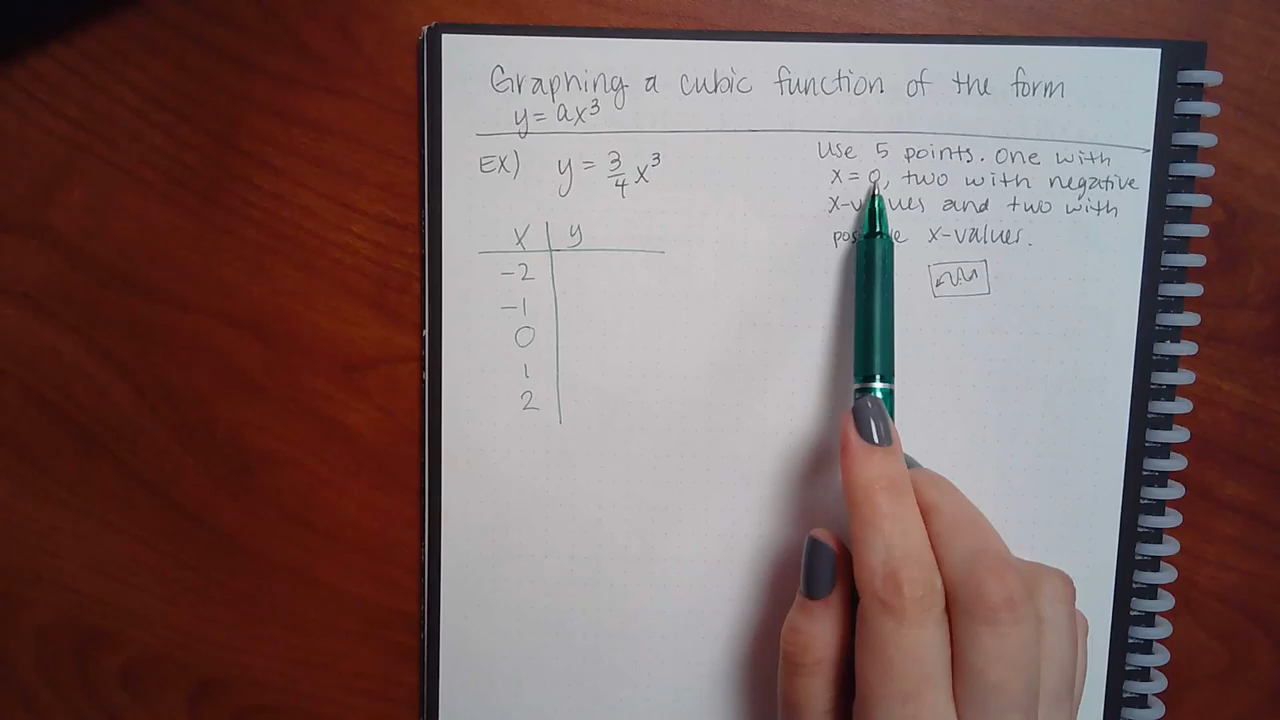 Graphing a cubic function of the form
y = ax³
EX) y = 3/4 x³
Use 5 points. One with
x = 0, two with negative
and two with
x-values.
x | y
-2
-1
0
1
2